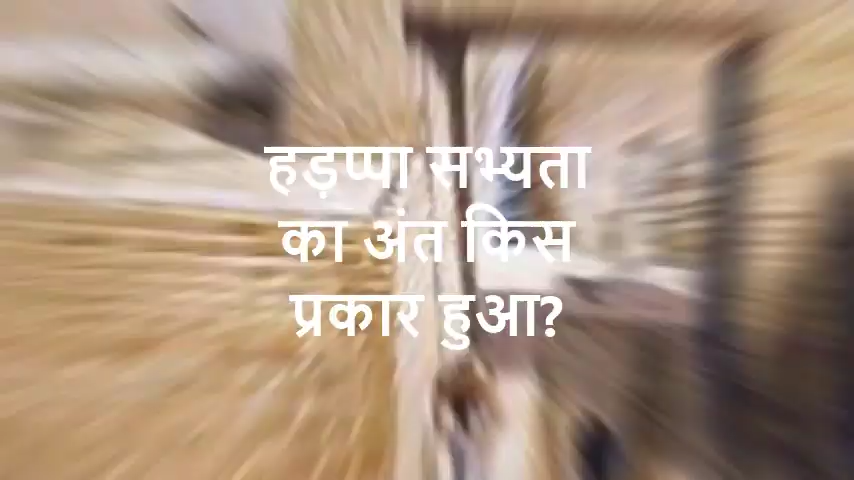 हड़प्पा सभ्यता
का अंत किस
प्रकार हुआ?